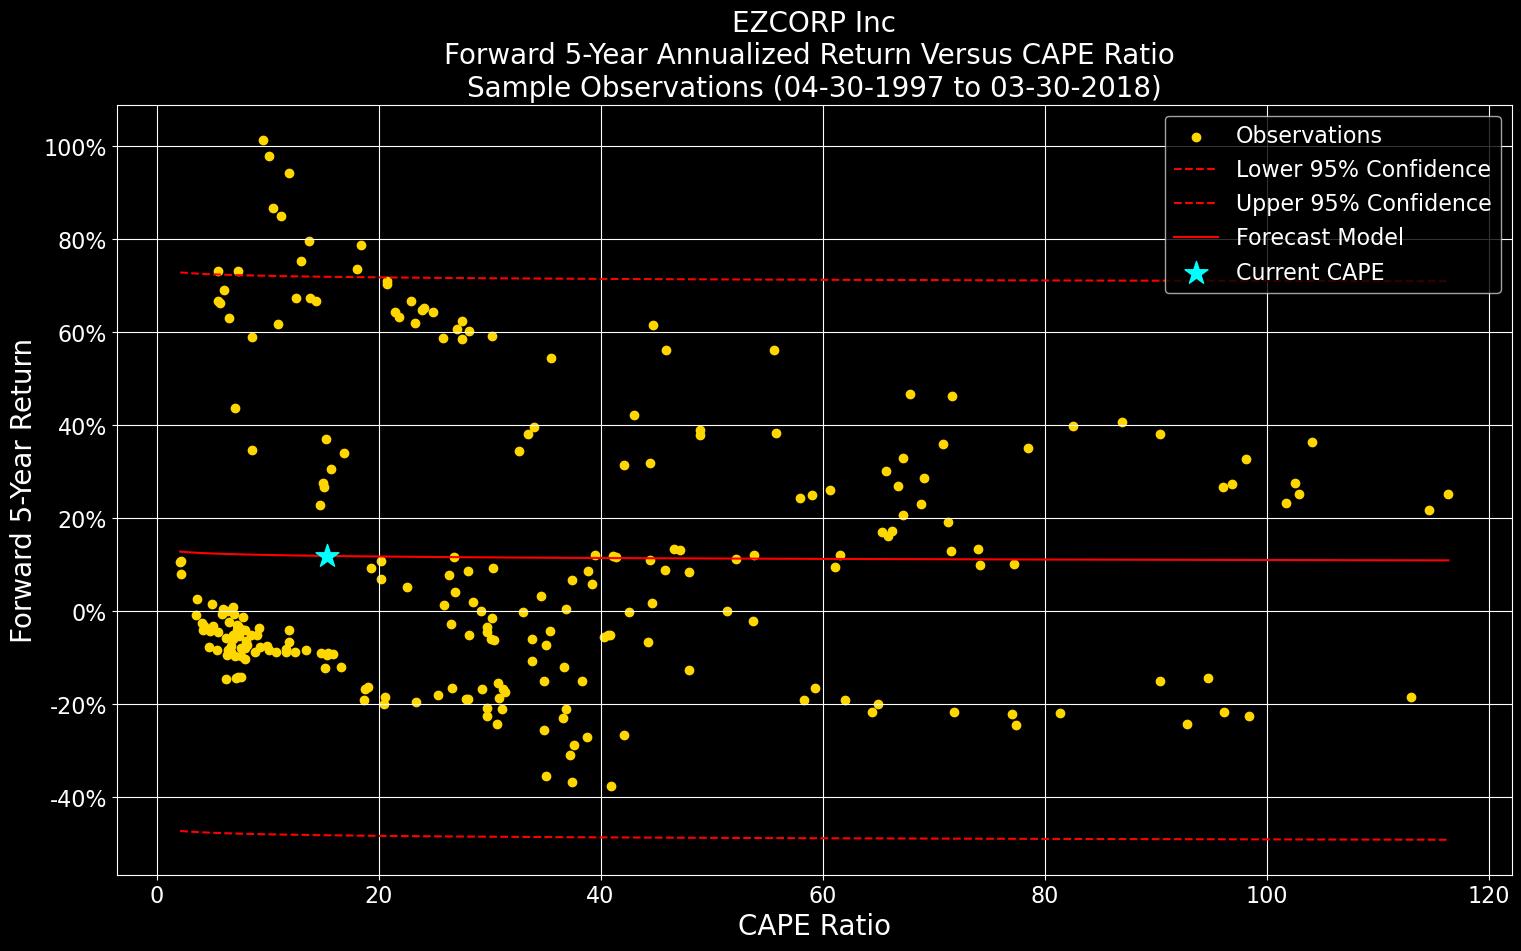 EZCORP Inc
Forward 5-Year Annualized Return Versus CAPE Ratio
Sample Observations (04-30-1997 to 03-30-2018)
Observations
Lower 95% Confidence
Upper 95% Confidence
Forecast Model
Current CAPE
Forward 5-Year Return
100%
80%
60%
40%
20%
0%
-20%
-40%
0 20 40 60 80 100 120
CAPE Ratio